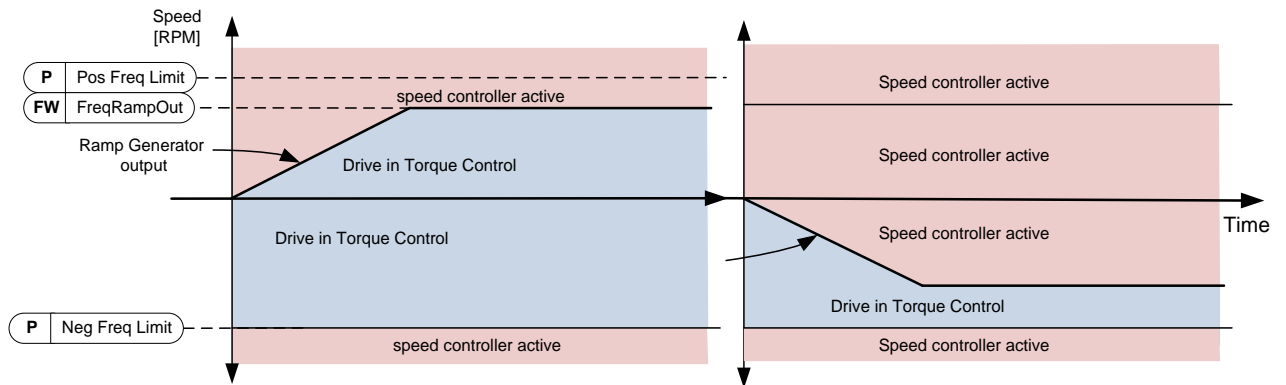 Speed
[RPM]
P Pos Freq Limit
FW FreqRampOut
speed controller active
Ramp Generator
output
Drive in Torque Control
Drive in Torque Control
P Neg Freq Limit
speed controller active
Speed controller active
Speed controller active
Time
Speed controller active
Drive in Torque Control
Speed controller active